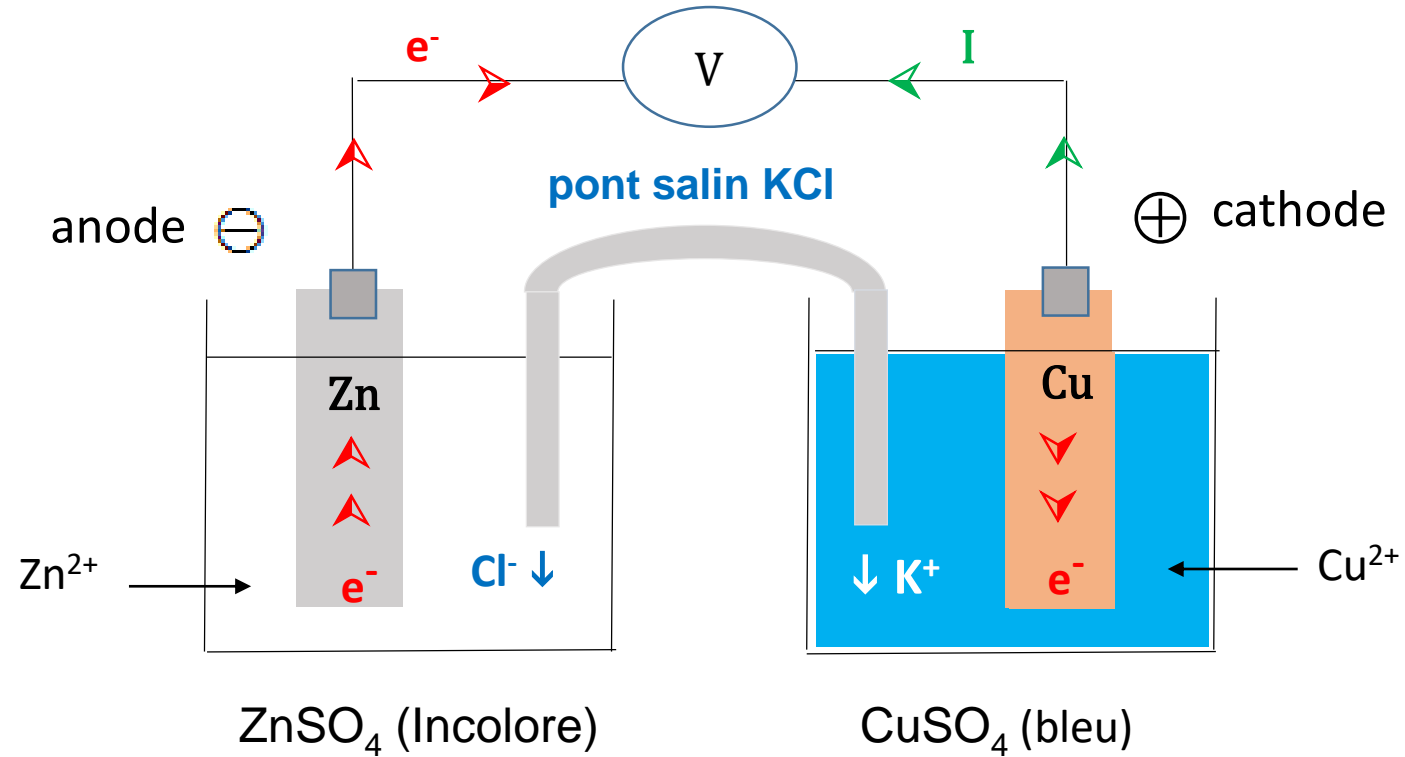 e⁻
V
I
pont salin KCl
anode ⊖
⊕ cathode
Zn
Cu
Zn²⁺
e⁻
Cl⁻ ↓
↓ K⁺
e⁻
Cu²⁺
ZnSO₄ (Incolore)
CuSO₄ (bleu)